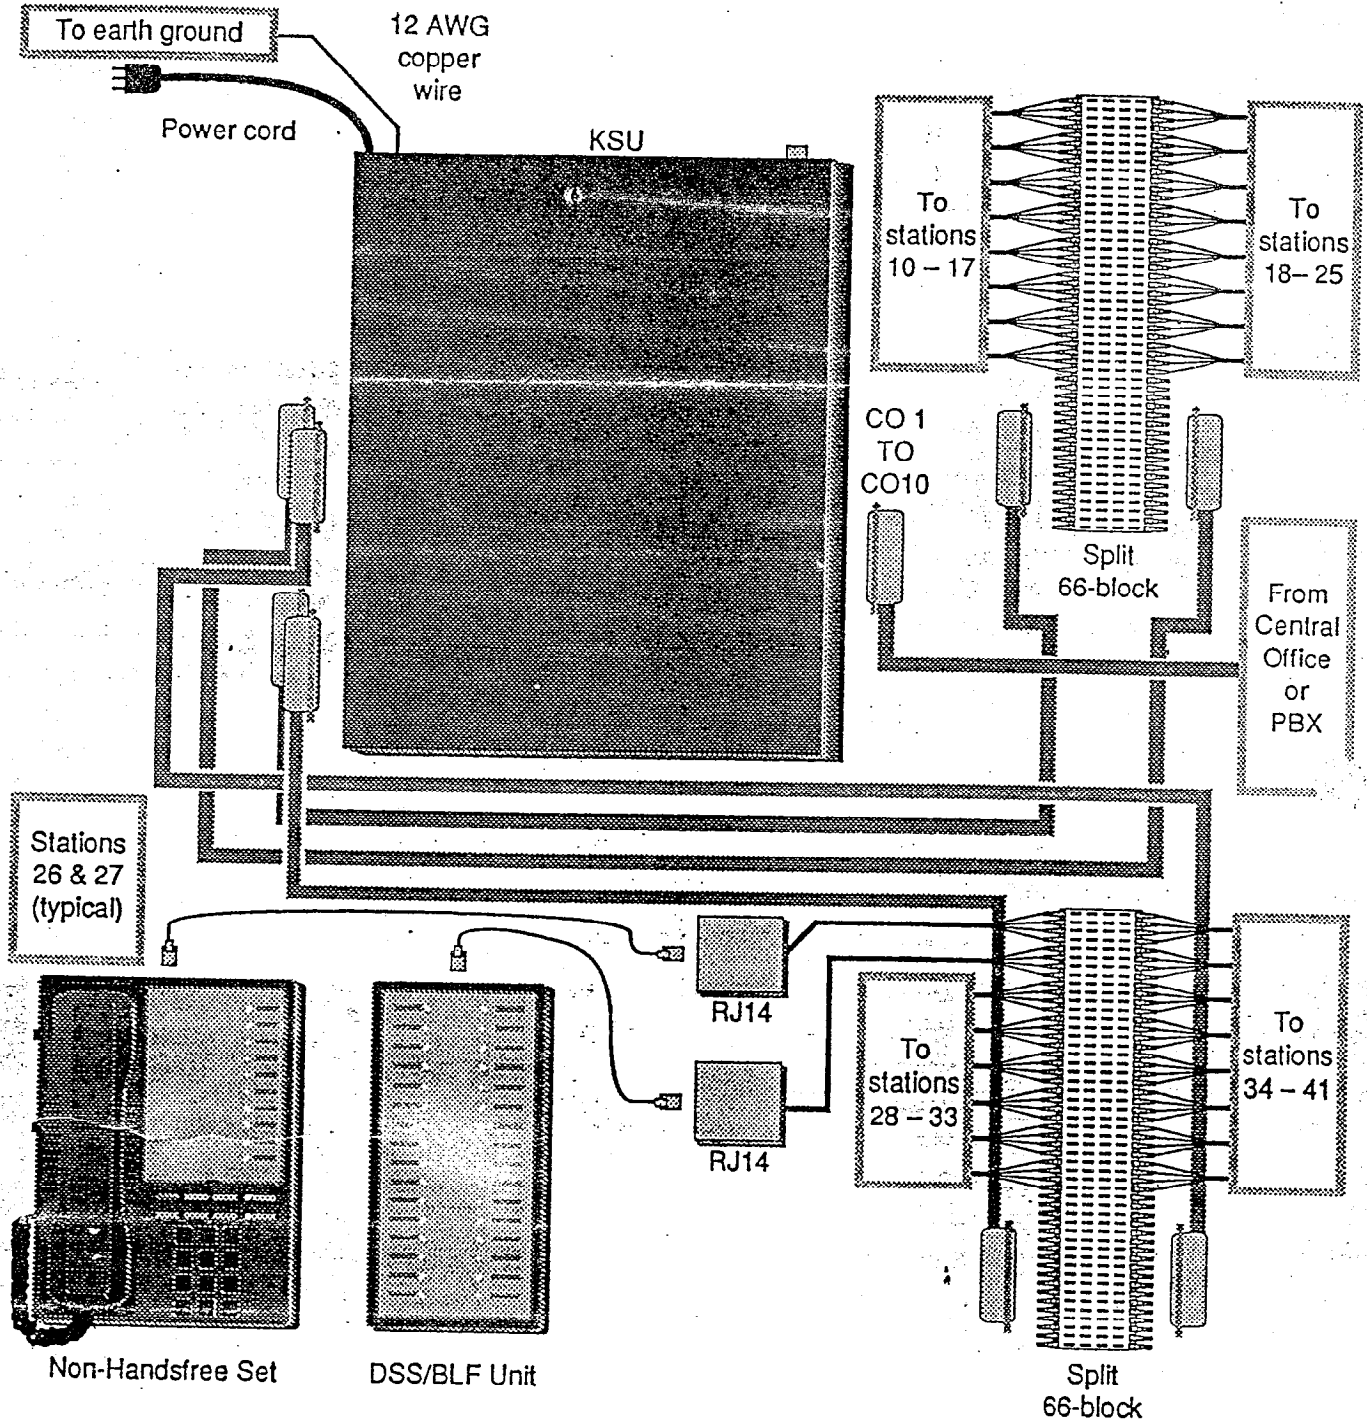 To earth ground
12 AWG
copper
wire
Power cord
KSU
To
stations
10 – 17
To
stations
18– 25
CO 1
TO
CO10
Split
66-block
From
Central
Office
or
PBX
Stations
26 & 27
(typical)
RJ14
To
stations
28 – 33
To
stations
34 – 41
RJ14
Non-Handsfree Set
DSS/BLF Unit
Split
66-block